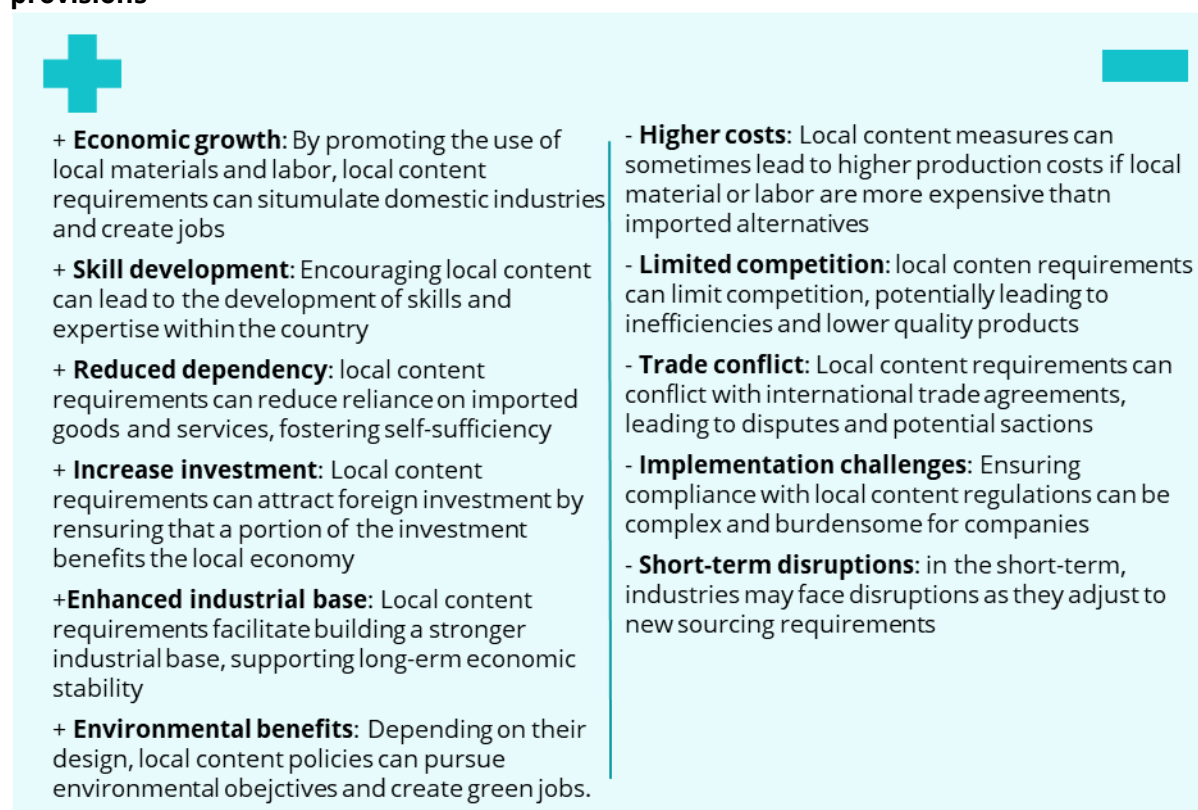 provisions
+ Economic growth: By promoting the use of
local materials and labor, local content
requirements can situmulate domestic industries
and create jobs
+ Skill development: Encouraging local content
can lead to the development of skills and
expertise within the country
+ Reduced dependency: local content
requirements can reduce reliance on imported
goods and services, fostering self-sufficiency
+ Increase investment: Local content
requirements can attract foreign investment by
rensuring that a portion of the investment
benefits the local economy
+Enhanced industrial base: Local content
requirements facilitate building a stronger
industrial base, supporting long-erm economic
stability
+ Environmental benefits: Depending on their
design, local content policies can pursue
environmental obejctives and create green jobs.
- Higher costs: Local content measures can
sometimes lead to higher production costs if local
material or labor are more expensive thatn
imported alternatives
- Limited competition: local conten requirements
can limit competition, potentially leading to
inefficiencies and lower quality products
- Trade conflict: Local content requirements can
conflict with international trade agreements,
leading to disputes and potential sactions
- Implementation challenges: Ensuring
compliance with local content regulations can be
complex and burdensome for companies
- Short-term disruptions: in the short-term,
industries may face disruptions as they adjust to
new sourcing requirements